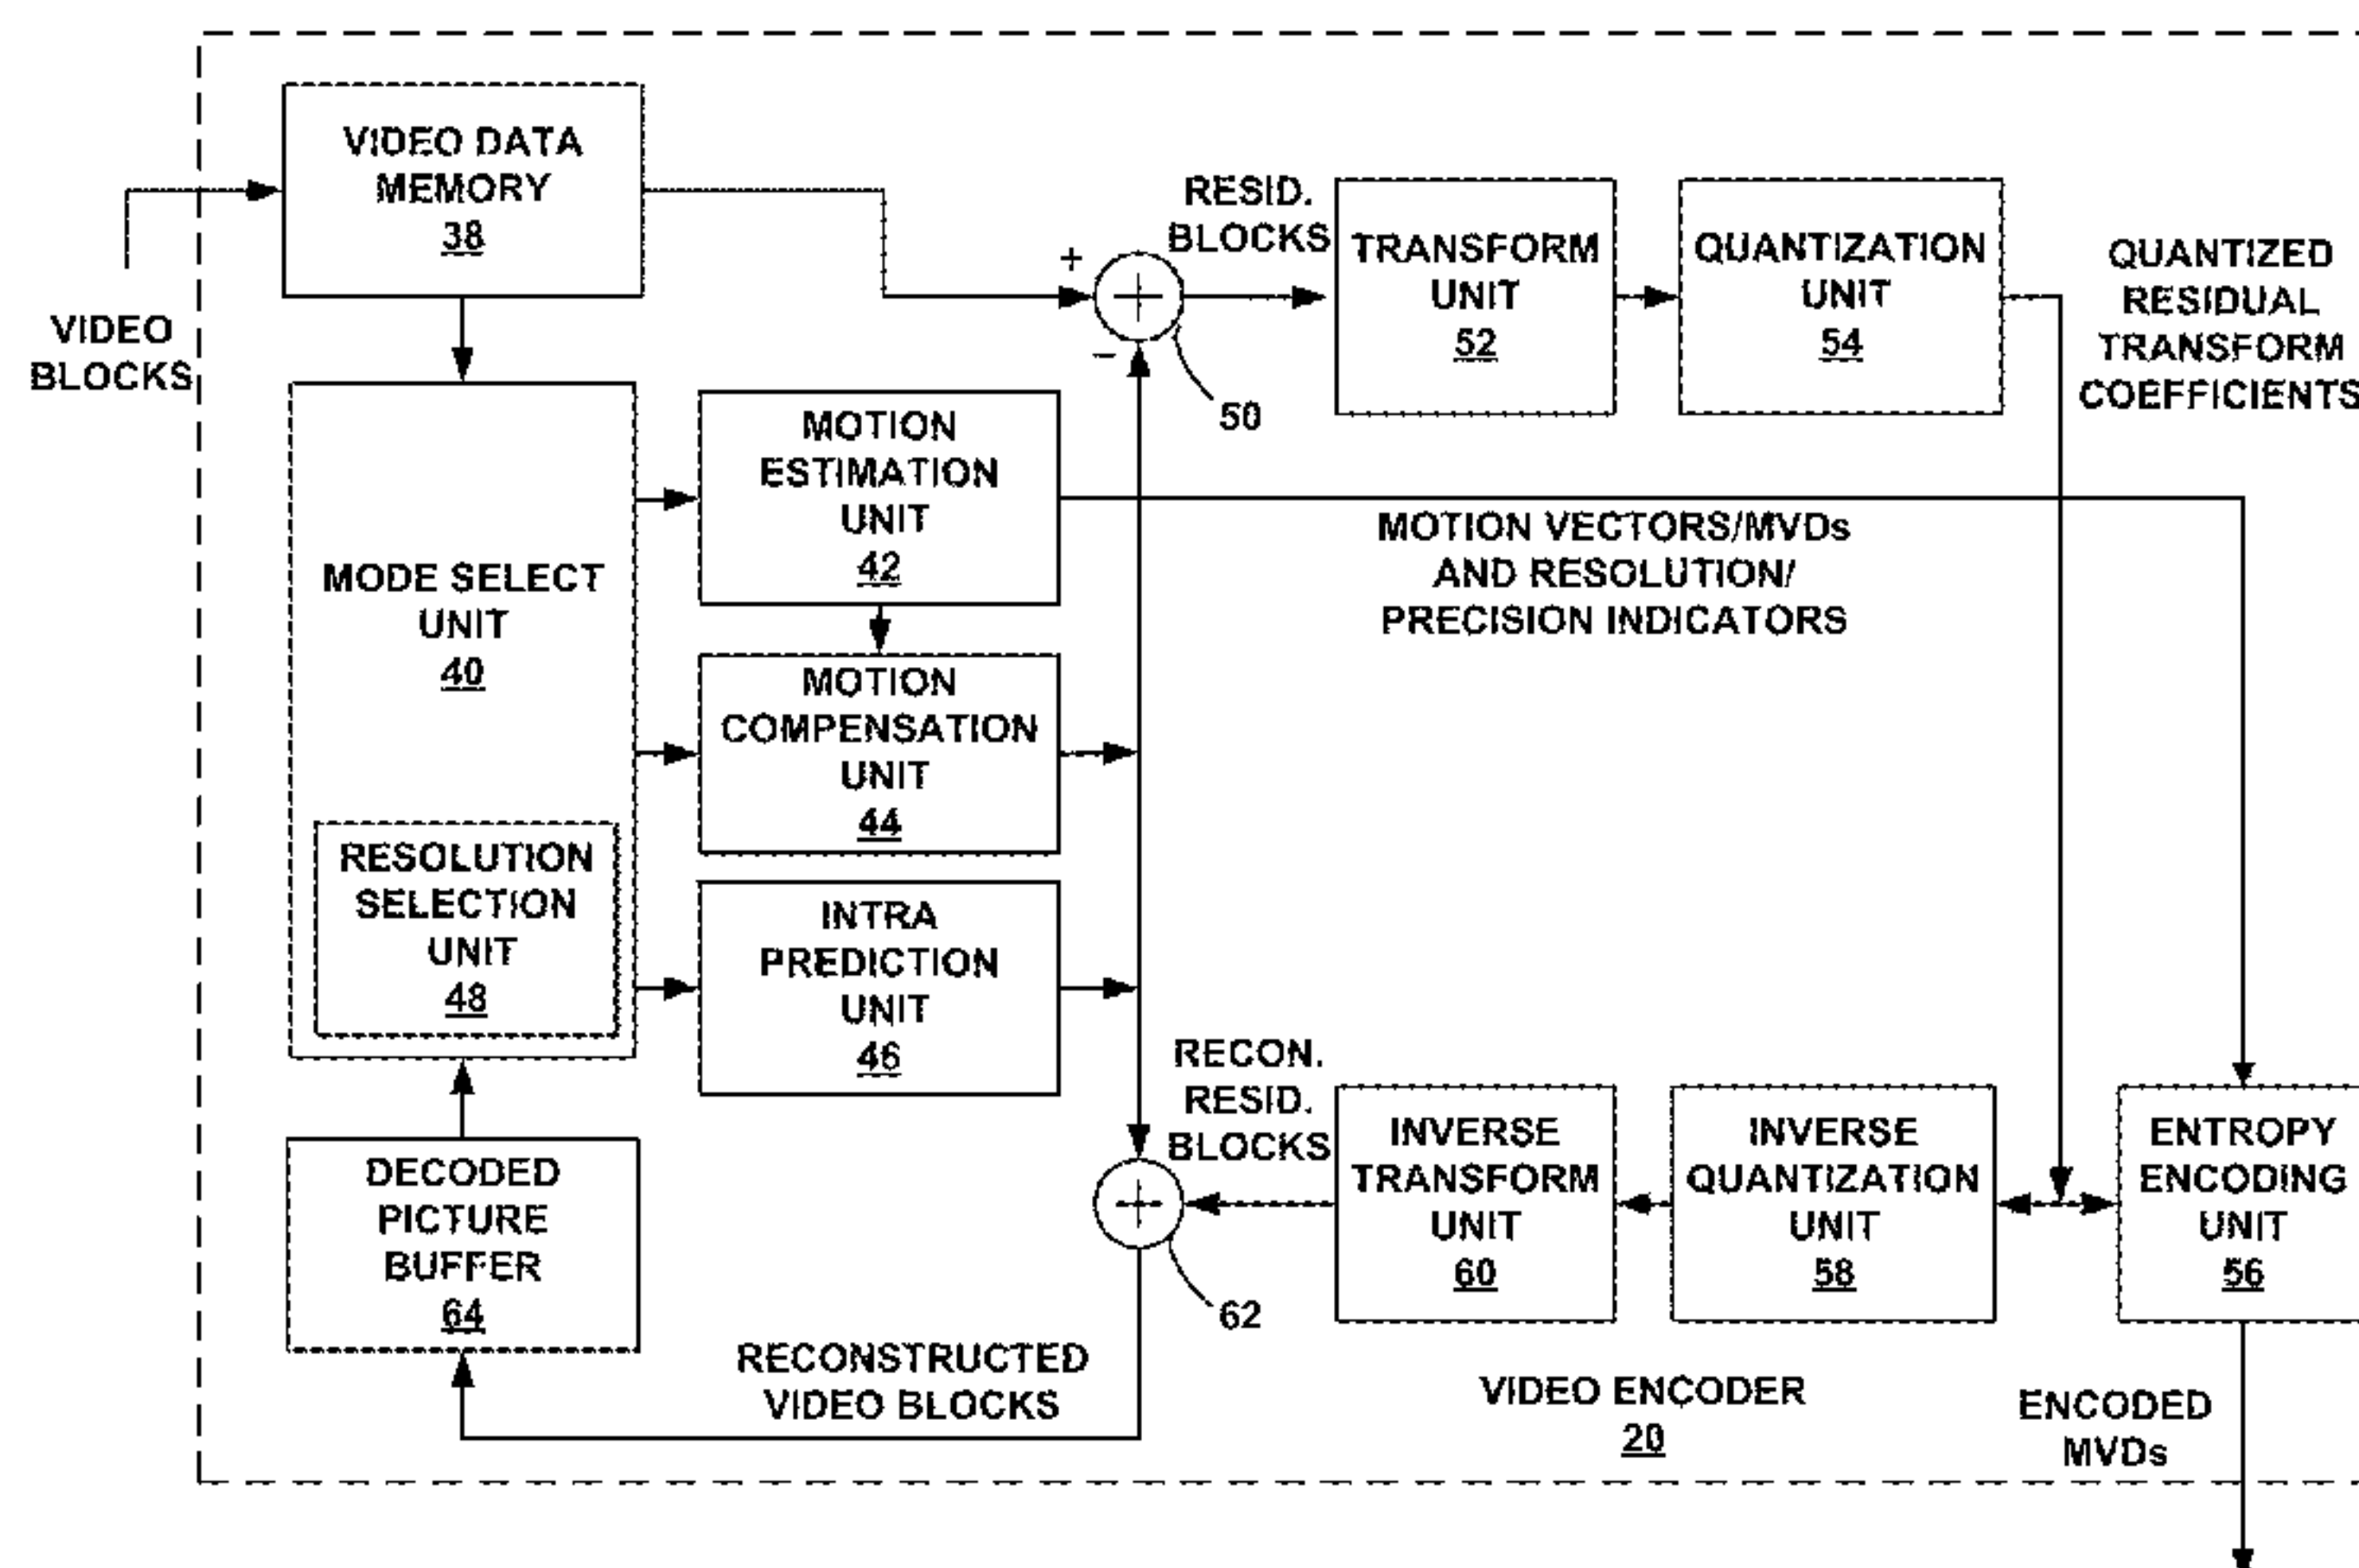 VIDEO DATA
MEMORY
38
VIDEO
BLOCKS
RESID.
BLOCKS
+
−
50
TRANSFORM
UNIT
52
QUANTIZATION
UNIT
54
QUANTIZED
RESIDUAL
TRANSFORM
COEFFICIENTS
MODE SELECT
UNIT
40
RESOLUTION
SELECTION
UNIT
48
MOTION
ESTIMATION
UNIT
42
MOTION VECTORS/MVDs
AND RESOLUTION/
PRECISION INDICATORS
MOTION
COMPENSATION
UNIT
44
INTRA
PREDICTION
UNIT
46
RECON.
RESID.
BLOCKS
62
INVERSE
TRANSFORM
UNIT
60
INVERSE
QUANTIZATION
UNIT
58
ENTROPY
ENCODING
UNIT
56
DECODED
PICTURE
BUFFER
64
RECONSTRUCTED
VIDEO BLOCKS
VIDEO ENCODER
20
ENCODED
MVDs